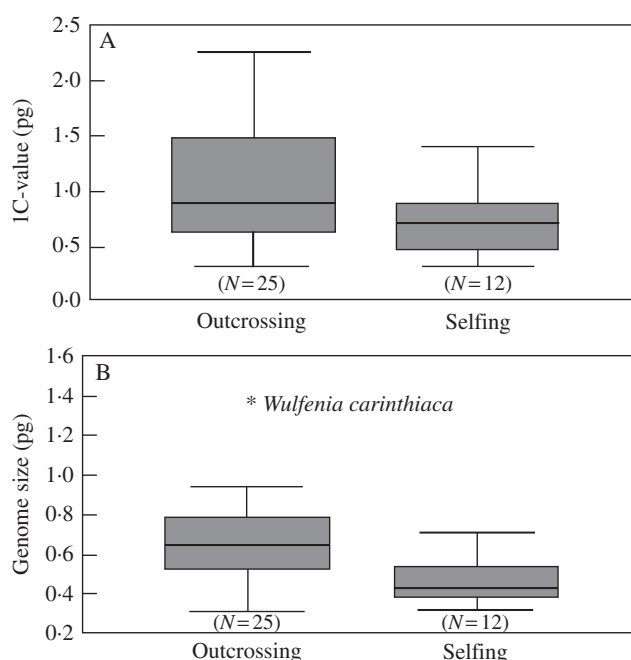 2·5
A
2·0
1·5
1·0
0·5
0·0
1C-value (pg)
(N=25)
(N=12)
Outcrossing
Selfing
1·6
B
1·4
* Wulfenia carinthiaca
1·2
1·0
0·8
0·6
0·4
0·2
Genome size (pg)
(N=25)
(N=12)
Outcrossing
Selfing